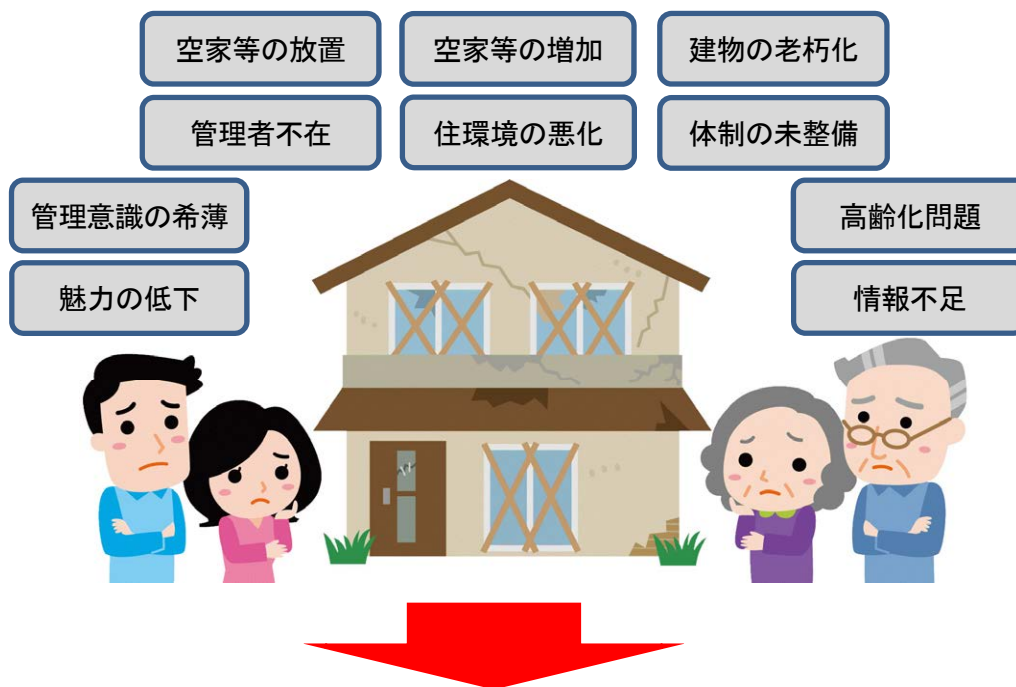 空家等の放置
空家等の増加
建物の老朽化
管理者不在
住環境の悪化
体制の未整備
管理意識の希薄
高齢化問題
魅力の低下
情報不足